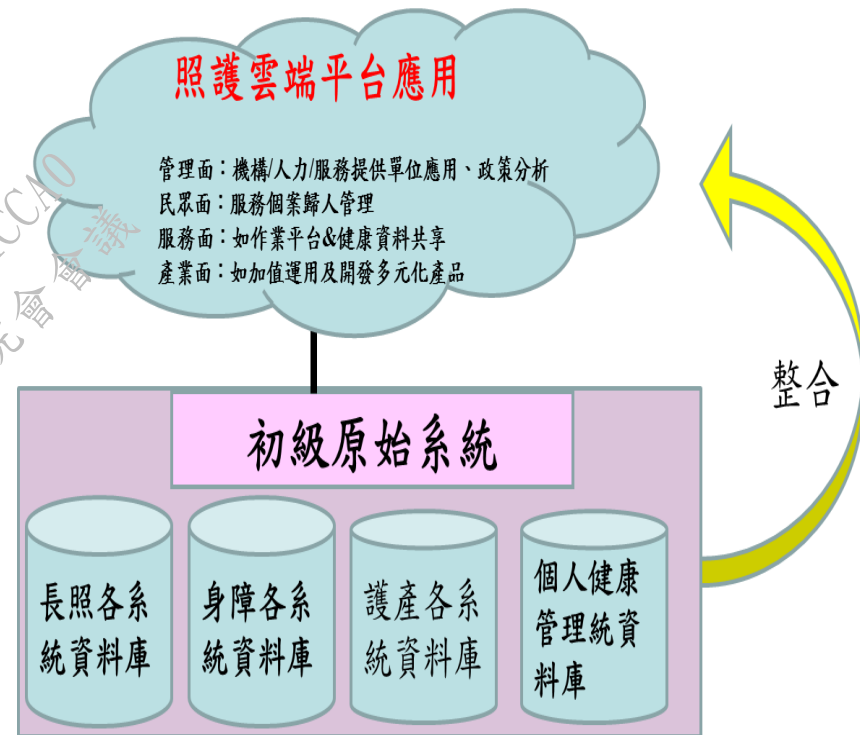 照護雲端平台應用
管理面：機構/人力/服務提供單位應用、政策分析
民眾面：服務個案歸人管理
服務面：如作業平台&健康資料共享
產業面：如加值運用及開發多元化產品
整合
初級原始系統
長照各系
統資料庫
身障各系
統資料庫
護產各系
統資料庫
個人健康
管理統資
料庫